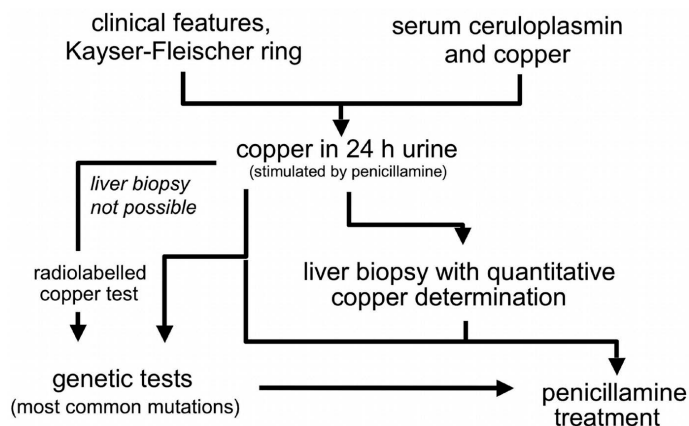 clinical features,
Kayser-Fleischer ring
serum ceruloplasmin
and copper
copper in 24 h urine
(stimulated by penicillamine)
liver biopsy
not possible
radiolabelled
copper test
liver biopsy with quantitative
copper determination
genetic tests
(most common mutations)
penicillamine
treatment